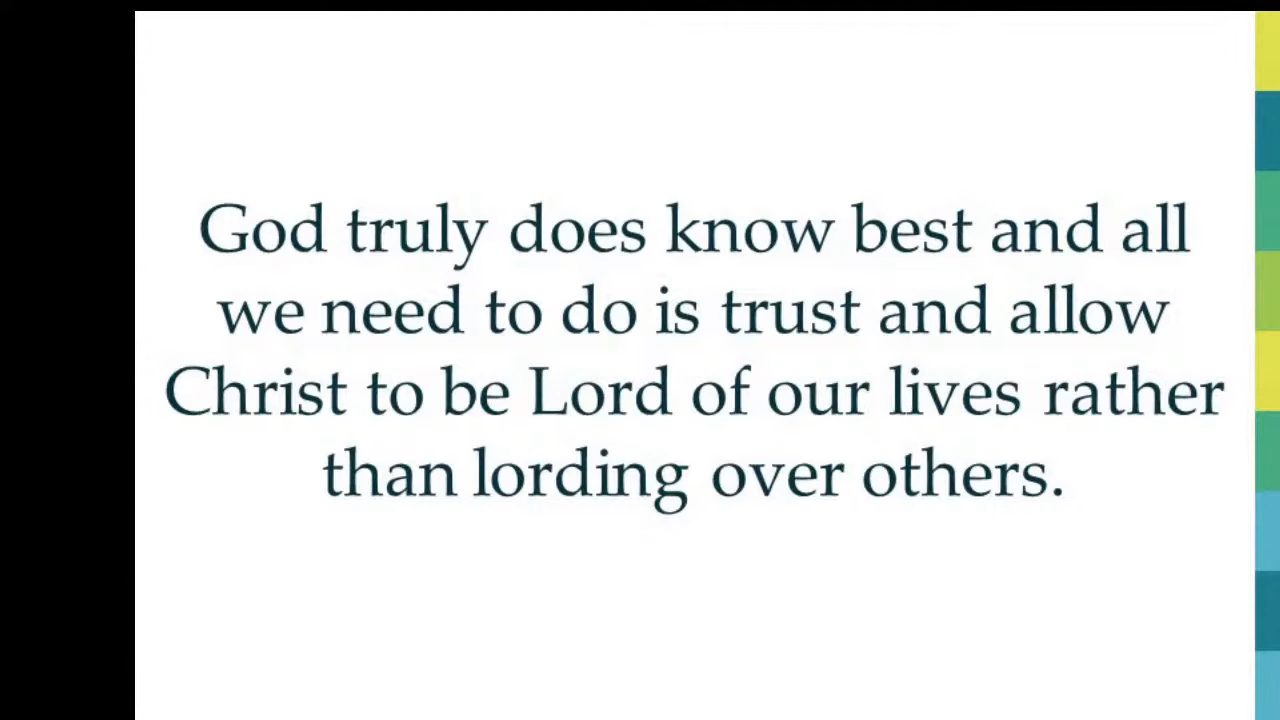 God truly does know best and all
we need to do is trust and allow
Christ to be Lord of our lives rather
than lording over others.